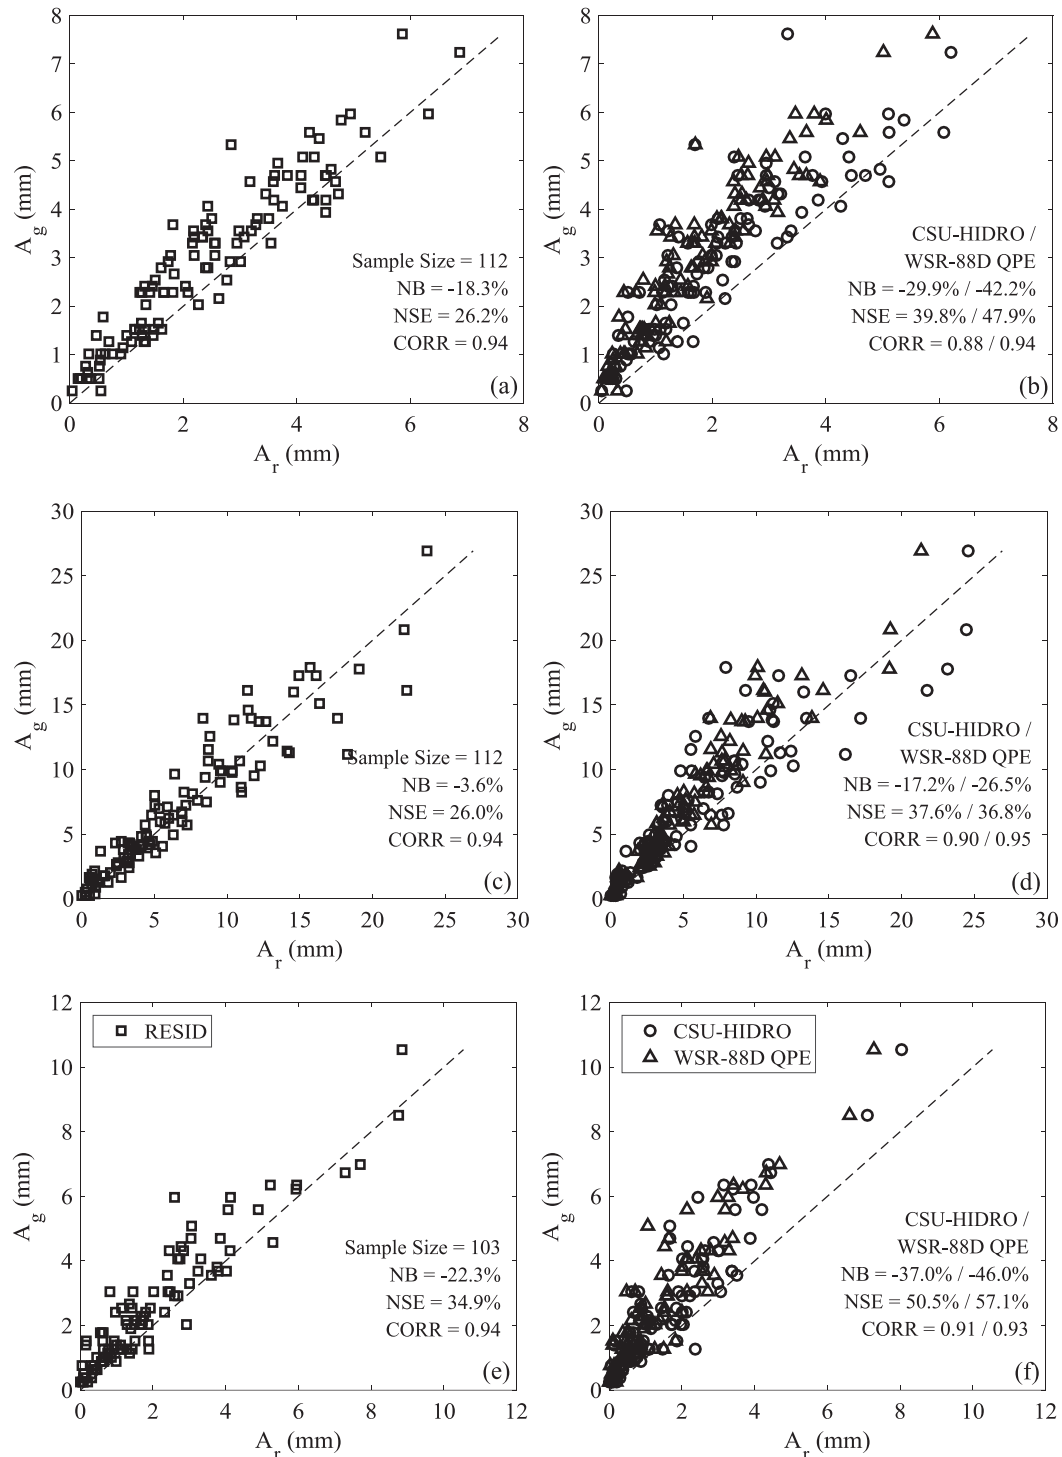 8
7
6
5
4
3
2
1
0
A_g (mm)
0 2 4 6 8
A_r (mm)
Sample Size = 112
NB = -18.3%
NSE = 26.2%
CORR = 0.94
(a)
8
7
6
5
4
3
2
1
0
A_g (mm)
0 2 4 6 8
A_r (mm)
CSU-HIDRO /
WSR-88D QPE
NB = -29.9% / -42.2%
NSE = 39.8% / 47.9%
CORR = 0.88 / 0.94
(b)
30
25
20
15
10
5
0
A_g (mm)
0 5 10 15 20 25 30
A_r (mm)
Sample Size = 112
NB = -3.6%
NSE = 26.0%
CORR = 0.94
(c)
30
25
20
15
10
5
0
A_g (mm)
0 5 10 15 20 25 30
A_r (mm)
CSU-HIDRO /
WSR-88D QPE
NB = -17.2% / -26.5%
NSE = 37.6% / 36.8%
CORR = 0.90 / 0.95
(d)
12
10
8
6
4
2
0
A_g (mm)
0 2 4 6 8 10 12
A_r (mm)
RESID
Sample Size = 103
NB = -22.3%
NSE = 34.9%
CORR = 0.94
(e)
12
10
8
6
4
2
0
A_g (mm)
0 2 4 6 8 10 12
A_r (mm)
CSU-HIDRO
WSR-88D QPE
CSU-HIDRO /
WSR-88D QPE
NB = -37.0% / -46.0%
NSE = 50.5% / 57.1%
CORR = 0.91 / 0.93
(f)